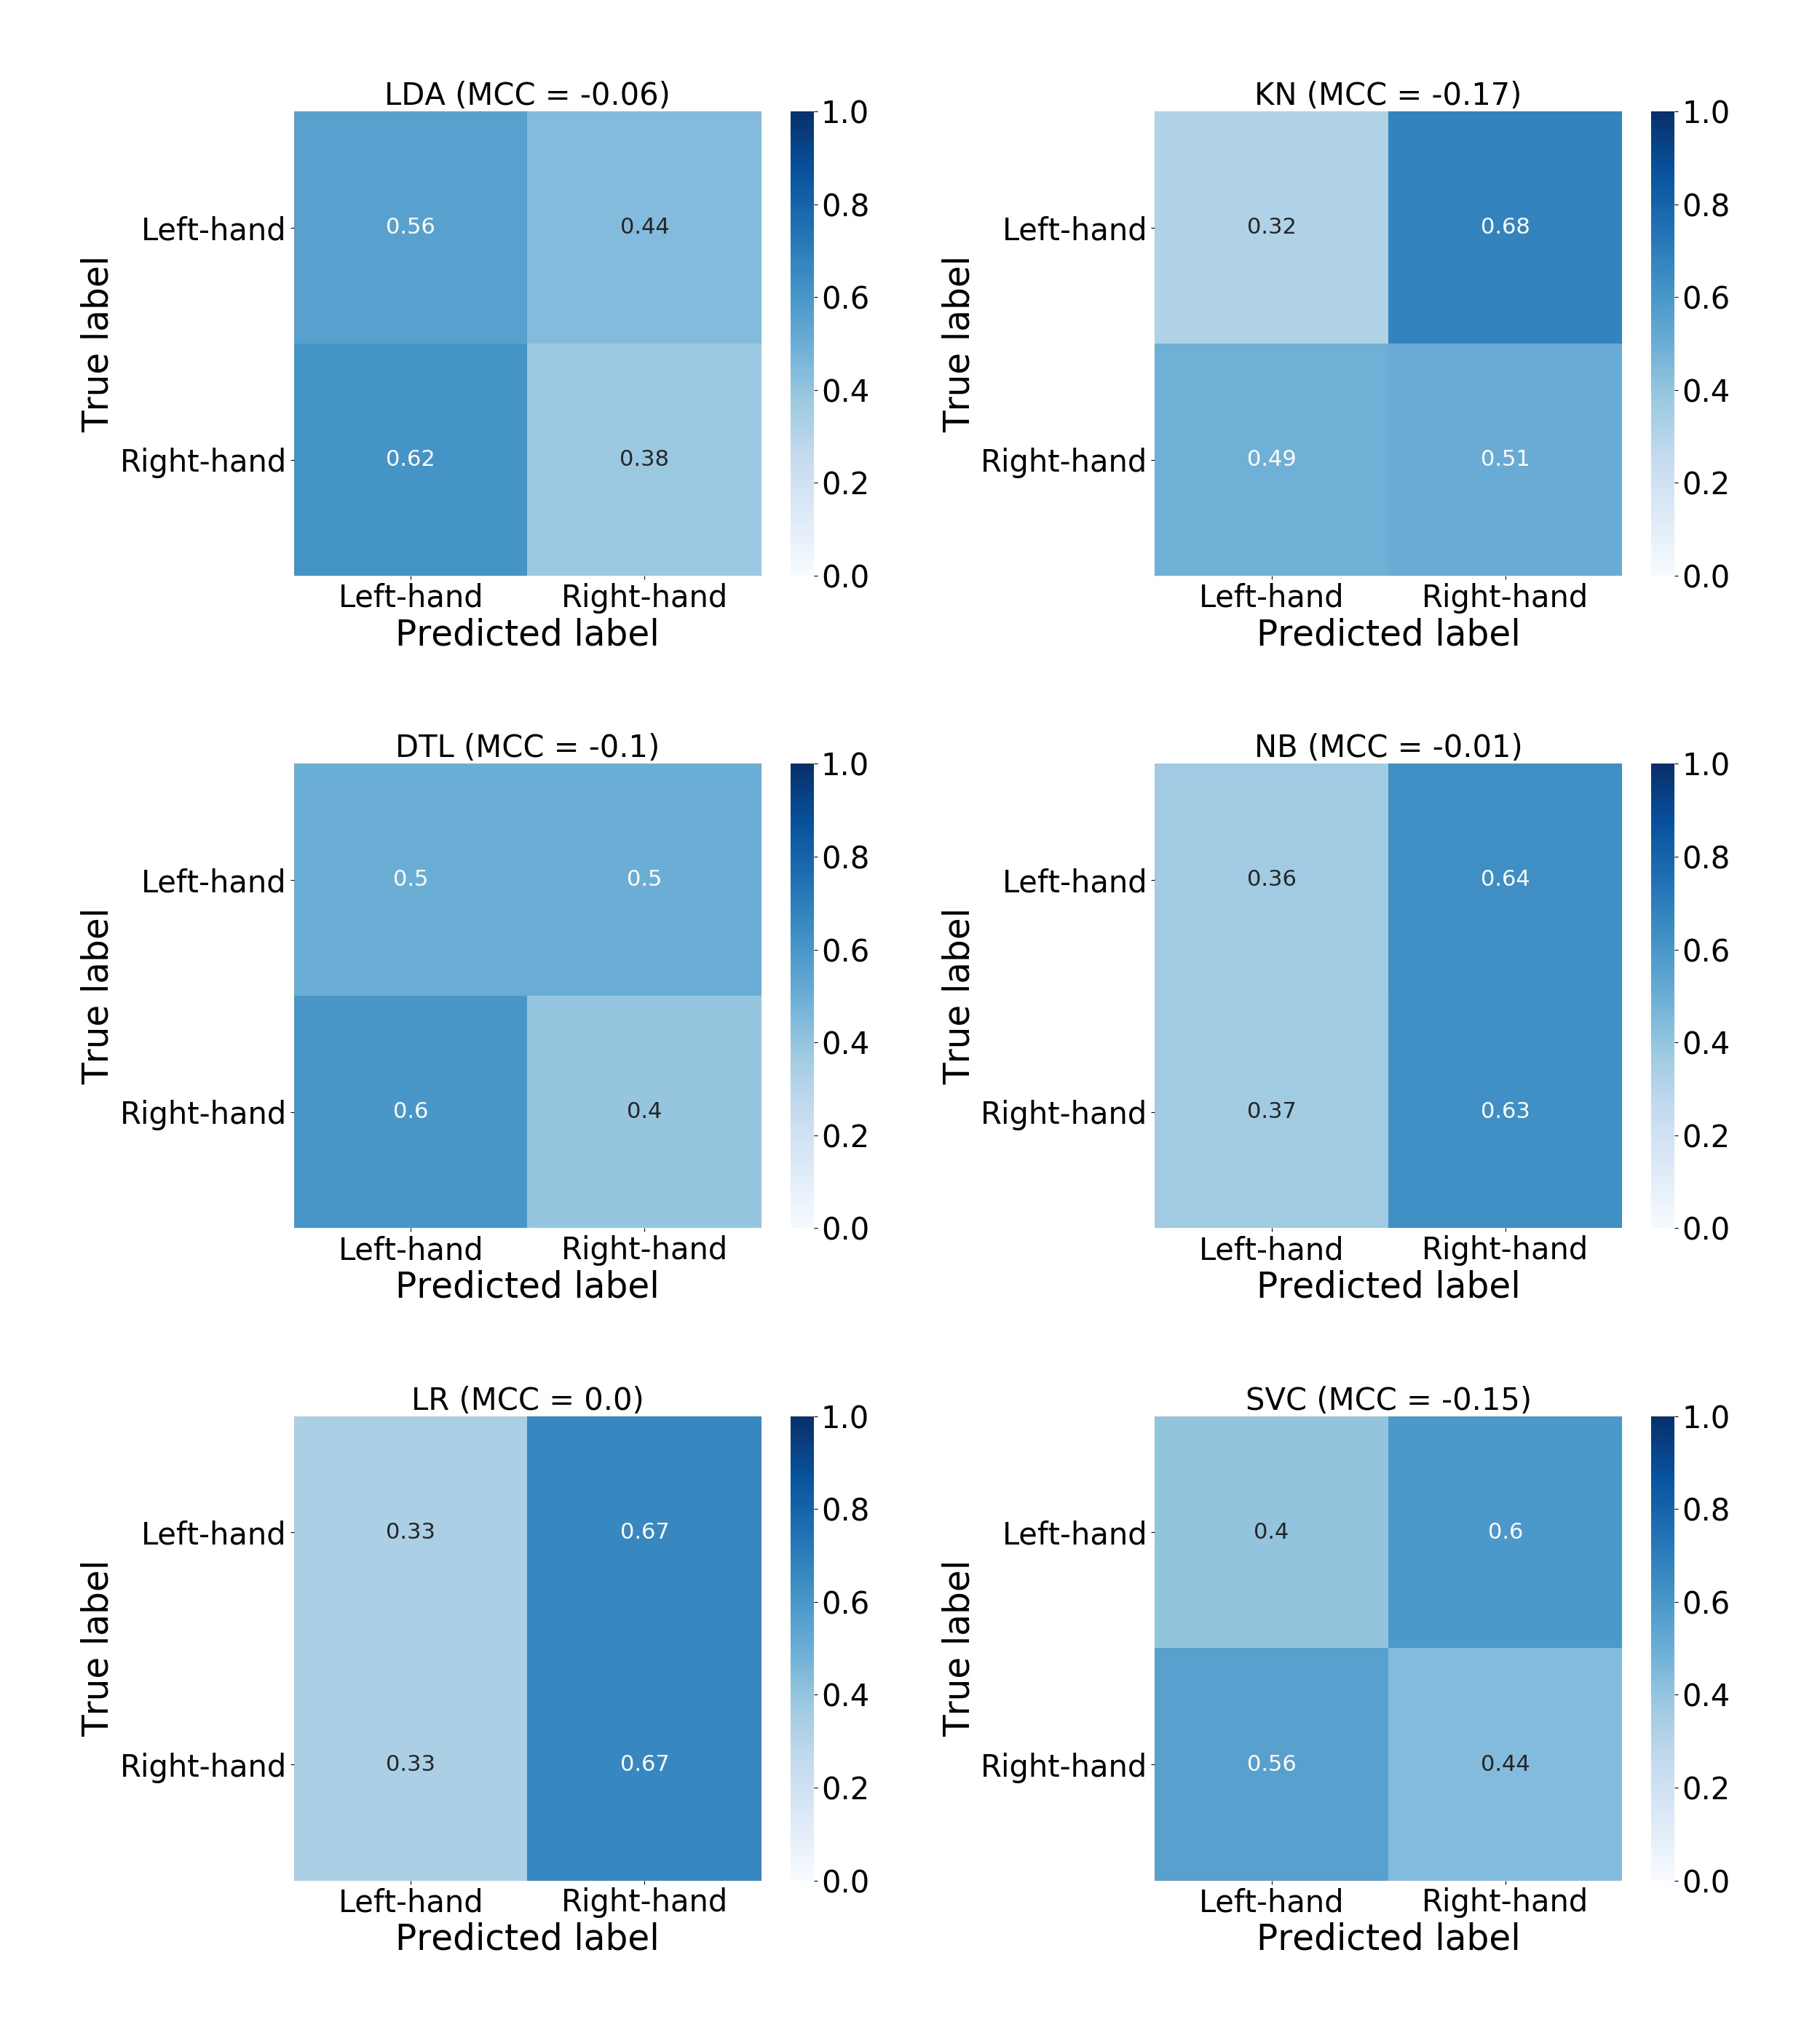 LDA (MCC = -0.06)
True label
Left-hand
Right-hand
0.56 0.44
0.62 0.38
Left-hand Right-hand
Predicted label
1.0
0.8
0.6
0.4
0.2
0.0
KN (MCC = -0.17)
True label
Left-hand
Right-hand
0.32 0.68
0.49 0.51
Left-hand Right-hand
Predicted label
1.0
0.8
0.6
0.4
0.2
0.0
DTL (MCC = -0.1)
True label
Left-hand
Right-hand
0.5 0.5
0.6 0.4
Left-hand Right-hand
Predicted label
1.0
0.8
0.6
0.4
0.2
0.0
NB (MCC = -0.01)
True label
Left-hand
Right-hand
0.36 0.64
0.37 0.63
Left-hand Right-hand
Predicted label
1.0
0.8
0.6
0.4
0.2
0.0
LR (MCC = 0.0)
True label
Left-hand
Right-hand
0.33 0.67
0.33 0.67
Left-hand Right-hand
Predicted label
1.0
0.8
0.6
0.4
0.2
0.0
SVC (MCC = -0.15)
True label
Left-hand
Right-hand
0.4 0.6
0.56 0.44
Left-hand Right-hand
Predicted label
1.0
0.8
0.6
0.4
0.2
0.0